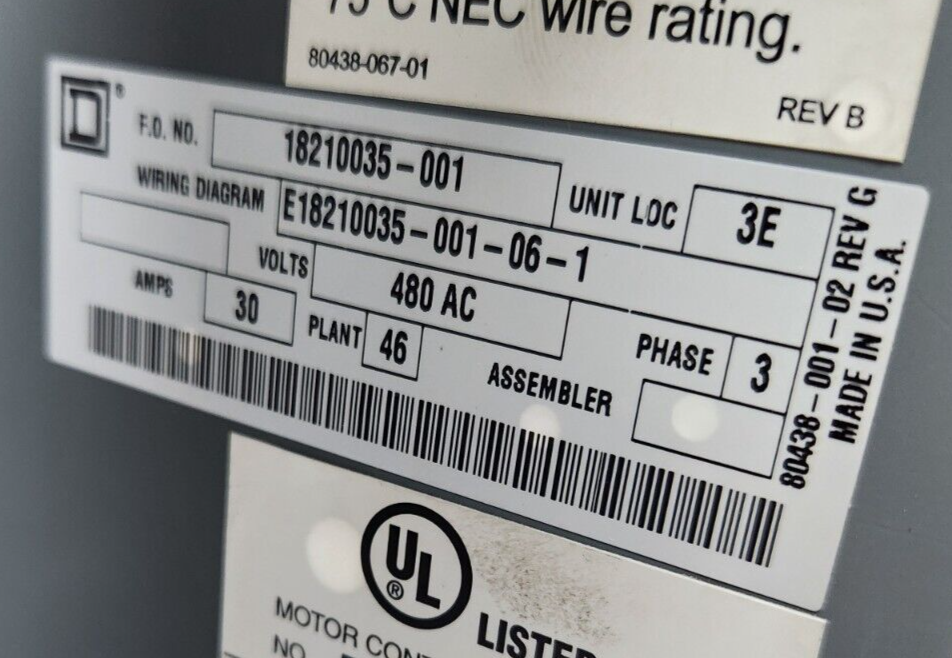 75°C NEC wire rating.
80438-067-01
REV B
D®
F.O. NO. 18210035-001 UNIT LOC 3E
WIRING DIAGRAM E18210035-001-06-1
VOLTS 480 AC PHASE 3
AMPS 30 PLANT 46 ASSEMBLER
80438-001-02 REV G
MADE IN U.S.A.
UL ® LISTED
MOTOR CONT
NO.